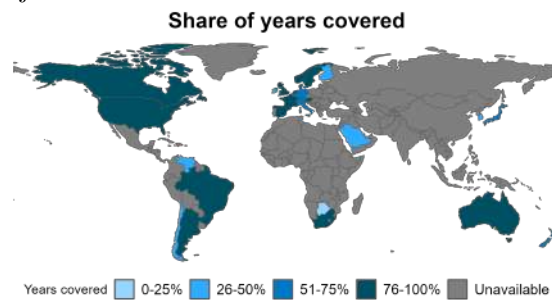 Share of years covered
Years covered 0-25% 26-50% 51-75% 76-100% Unavailable